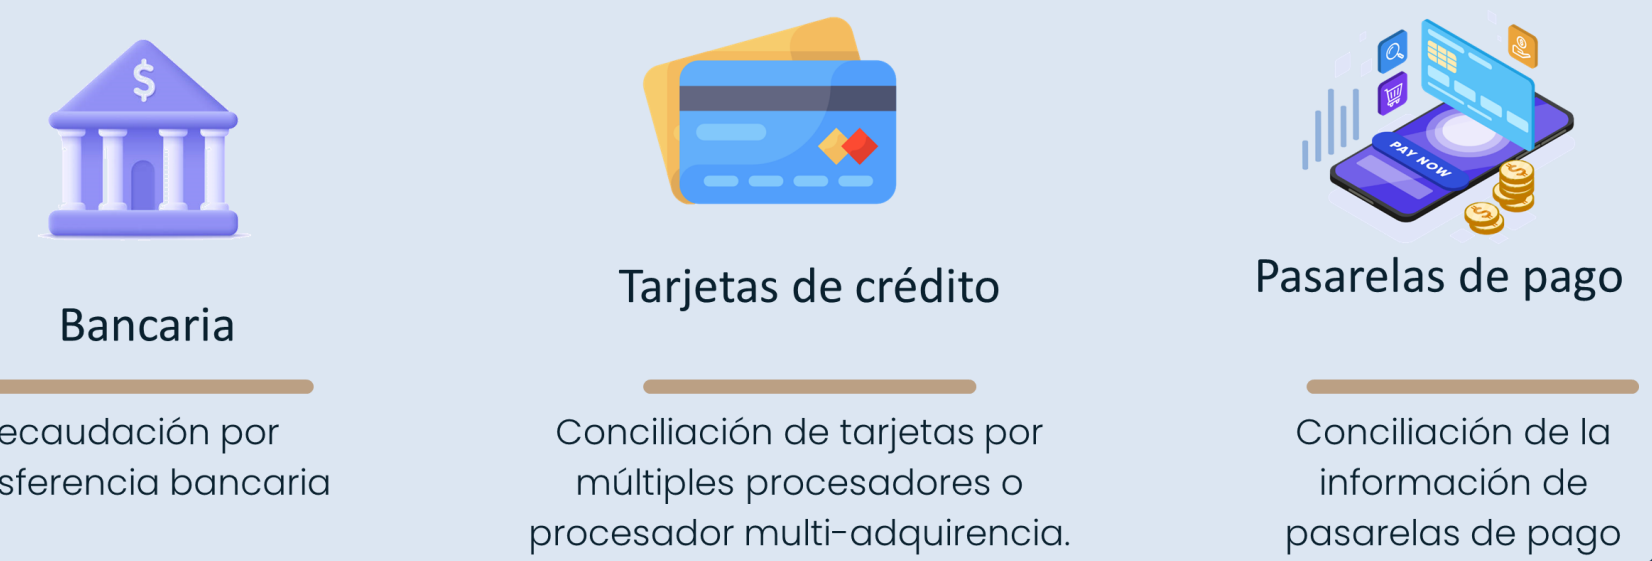 $
PAY NOW
Bancaria
Tarjetas de crédito
Pasarelas de pago
ecaudación por
sferencia bancaria
Conciliación de tarjetas por
múltiples procesadores o
procesador multi-adquirencia.
Conciliación de la
información de
pasarelas de pago